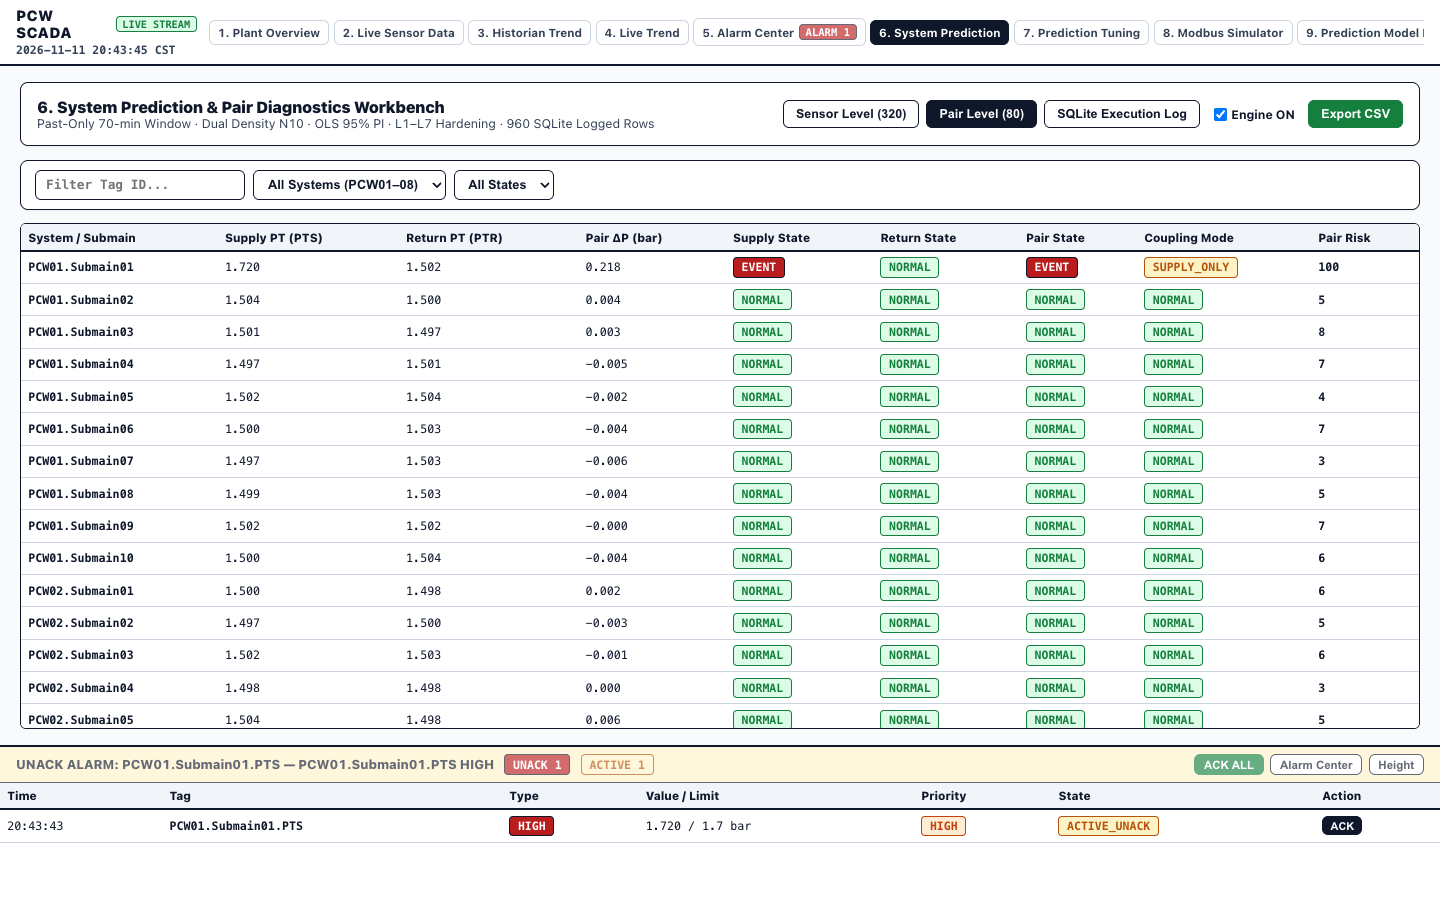 PCW SCADA
LIVE STREAM
2026-11-11 20:43:45 CST
1. Plant Overview
2. Live Sensor Data
3. Historian Trend
4. Live Trend
5. Alarm Center ALARM 1
6. System Prediction
7. Prediction Tuning
8. Modbus Simulator
9. Prediction Model
6. System Prediction & Pair Diagnostics Workbench
Past-Only 70-min Window · Dual Density N10 · OLS 95% PI · L1–L7 Hardening · 960 SQLite Logged Rows
Sensor Level (320)
Pair Level (80)
SQLite Execution Log
Engine ON
Export CSV
Filter Tag ID...
All Systems (PCW01–08)
All States
System / Submain Supply PT (PTS) Return PT (PTR) Pair ΔP (bar) Supply State Return State Pair State Coupling Mode Pair Risk
PCW01.Submain01 1.720 1.502 0.218 EVENT NORMAL EVENT SUPPLY_ONLY 100
PCW01.Submain02 1.504 1.500 0.004 NORMAL NORMAL NORMAL NORMAL 5
PCW01.Submain03 1.501 1.497 0.003 NORMAL NORMAL NORMAL NORMAL 8
PCW01.Submain04 1.497 1.501 −0.005 NORMAL NORMAL NORMAL NORMAL 7
PCW01.Submain05 1.502 1.504 −0.002 NORMAL NORMAL NORMAL NORMAL 4
PCW01.Submain06 1.500 1.503 −0.004 NORMAL NORMAL NORMAL NORMAL 7
PCW01.Submain07 1.497 1.503 −0.006 NORMAL NORMAL NORMAL NORMAL 3
PCW01.Submain08 1.499 1.503 −0.004 NORMAL NORMAL NORMAL NORMAL 5
PCW01.Submain09 1.502 1.502 −0.000 NORMAL NORMAL NORMAL NORMAL 7
PCW01.Submain10 1.500 1.504 −0.004 NORMAL NORMAL NORMAL NORMAL 6
PCW02.Submain01 1.500 1.498 0.002 NORMAL NORMAL NORMAL NORMAL 6
PCW02.Submain02 1.497 1.500 −0.003 NORMAL NORMAL NORMAL NORMAL 5
PCW02.Submain03 1.502 1.503 −0.001 NORMAL NORMAL NORMAL NORMAL 6
PCW02.Submain04 1.498 1.498 0.000 NORMAL NORMAL NORMAL NORMAL 3
PCW02.Submain05 1.504 1.498 0.006 NORMAL NORMAL NORMAL NORMAL 5
UNACK ALARM: PCW01.Submain01.PTS — PCW01.Submain01.PTS HIGH UNACK 1 ACTIVE 1 ACK ALL Alarm Center Height
Time Tag Type Value / Limit Priority State Action
20:43:43 PCW01.Submain01.PTS HIGH 1.720 / 1.7 bar HIGH ACTIVE_UNACK ACK